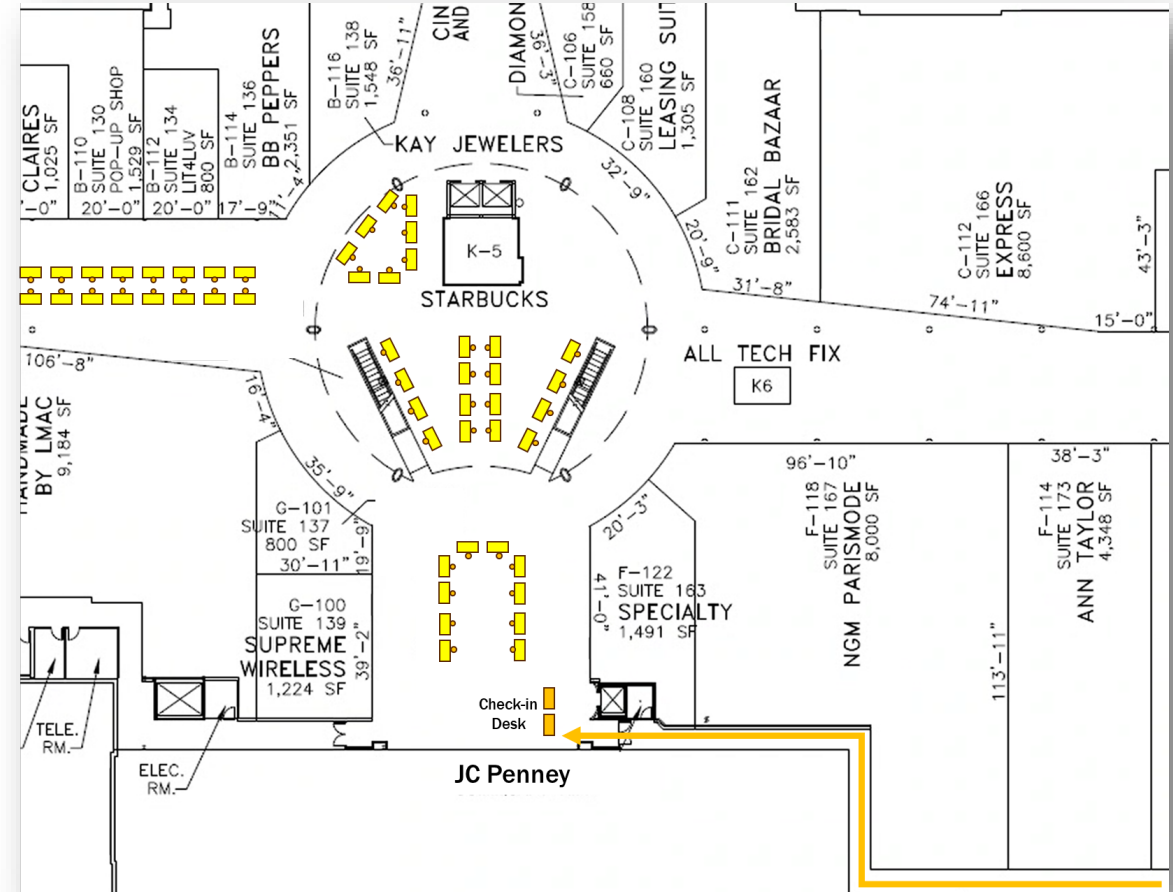 CLAIRES
1,025 SF
'-0"
B-110
SUITE 130
POP-UP SHOP
1,529 SF
20'-0"
B-112
SUITE 134
LIT4LUV
800 SF
20'-0"
B-114
SUITE 136
BB PEPPERS
2,351 SF
17'-9"
11'-4"
B-116
SUITE 138
1,548 SF
36'-11"
CIN
AND
DIAMON
36'-3"
C-106
SUITE 158
660 SF
C-108
SUITE 160
LEASING SUIT
1,305 SF
KAY JEWELERS
32'-9"
20'-9"
C-111
SUITE 162
BRIDAL BAZAAR
2,583 SF
31'-8"
C-112
SUITE 166
EXPRESS
8,600 SF
43'-3"
74'-11"
15'-0"
K-5
STARBUCKS
ALL TECH FIX
K6
106'-8"
HANDMADE
BY LMAC
9,184 SF
16'-4"
35'-9"
G-101
SUITE 137
800 SF
30'-11"
19'-9"
G-100
SUITE 139
SUPREME
WIRELESS
1,224 SF
39'-2"
20'-3"
41'-0"
F-122
SUITE 163
SPECIALTY
1,491 SF
96'-10"
F-118
SUITE 167
NGM PARISMODE
8,000 SF
38'-3"
F-114
SUITE 173
ANN TAYLOR
4,348 SF
113'-11"
TELE.
RM.
ELEC.
RM.
Check-in
Desk
JC Penney